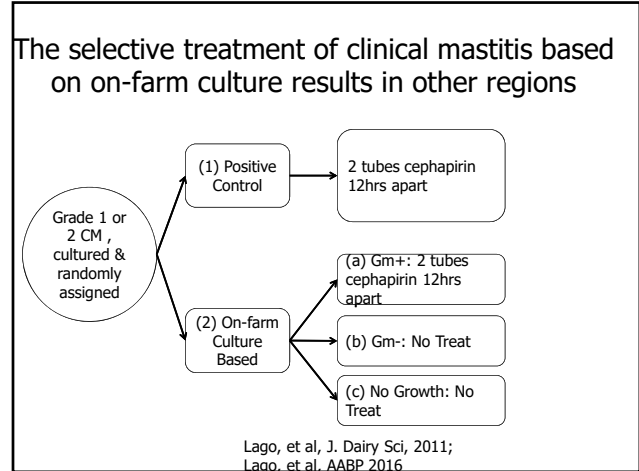 The selective treatment of clinical mastitis based
on on-farm culture results in other regions
Grade 1 or
2 CM ,
cultured &
randomly
assigned
(1) Positive
Control
2 tubes cephapirin
12hrs apart
(2) On-farm
Culture
Based
(a) Gm+: 2 tubes
cephapirin 12hrs
apart
(b) Gm-: No Treat
(c) No Growth: No
Treat
Lago, et al, J. Dairy Sci, 2011;
Lago, et al, AABP 2016